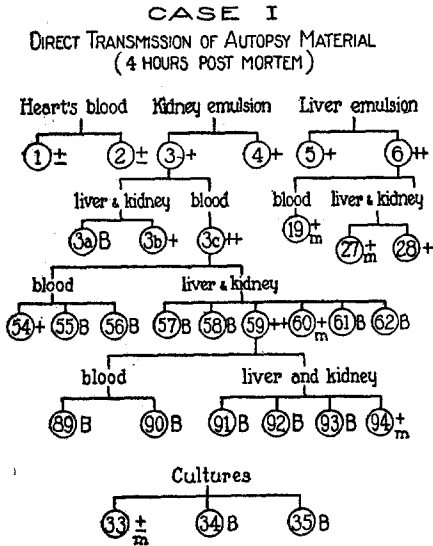 CASE I
DIRECT TRANSMISSION OF AUTOPSY MATERIAL
(4 HOURS POST MORTEM)
Heart's blood Kidney emulsion Liver emulsion
1 ± 2 ± 3 -+ 4 + 5 + 6 ++
liver & kidney blood blood liver & kidney
3a B 3b + 3c ++ 19 + m 27 ± m 28 +
blood liver & kidney
54 + 55 B 56 B 57 B 58 B 59 ++ 60 + m 61 B 62 B
blood liver and kidney
89 B 90 B 91 B 92 B 93 B 94 + m
Cultures
33 ± m 34 B 35 B